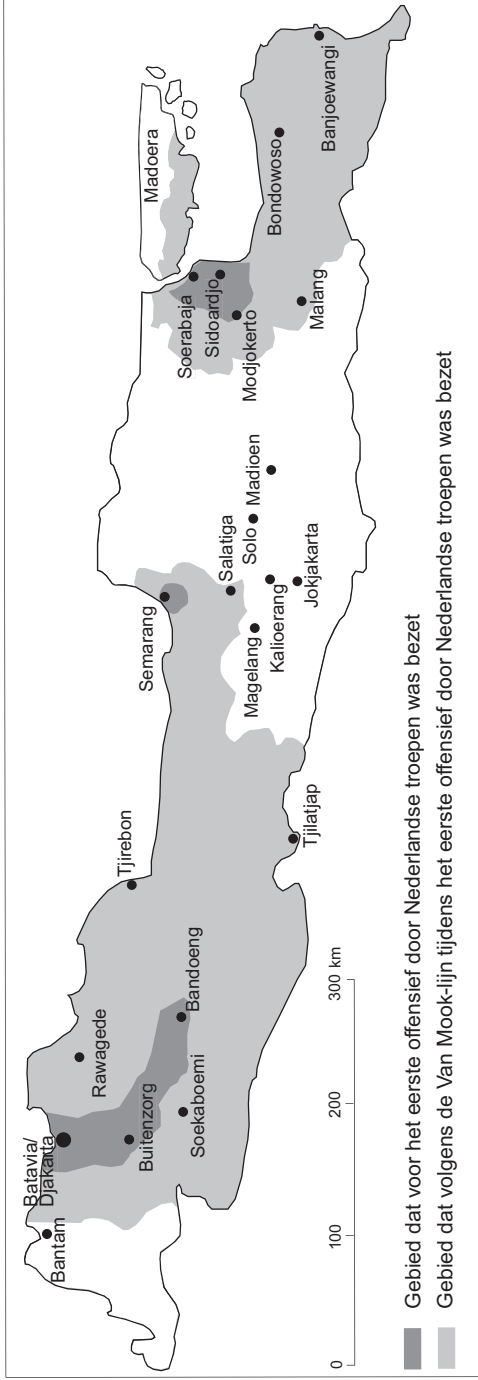 Batavia/
Djakarta
Bantam
Rawagede
Buitenzorg
Soekaboemi
Bandoeng
Tjirebon
Tjilatjap
Semarang
Salatiga
Magelang
Solo
Kalioerang
Jokjakarta
Madioen
Soerabaja
Sidoardjo
Modjokerto
Malang
Madoera
Bondowoso
Banjoewangi
0 100 200 300 km
Gebied dat voor het eerste offensief door Nederlandse troepen was bezet
Gebied dat volgens de Van Mook-lijn tijdens het eerste offensief door Nederlandse troepen was bezet